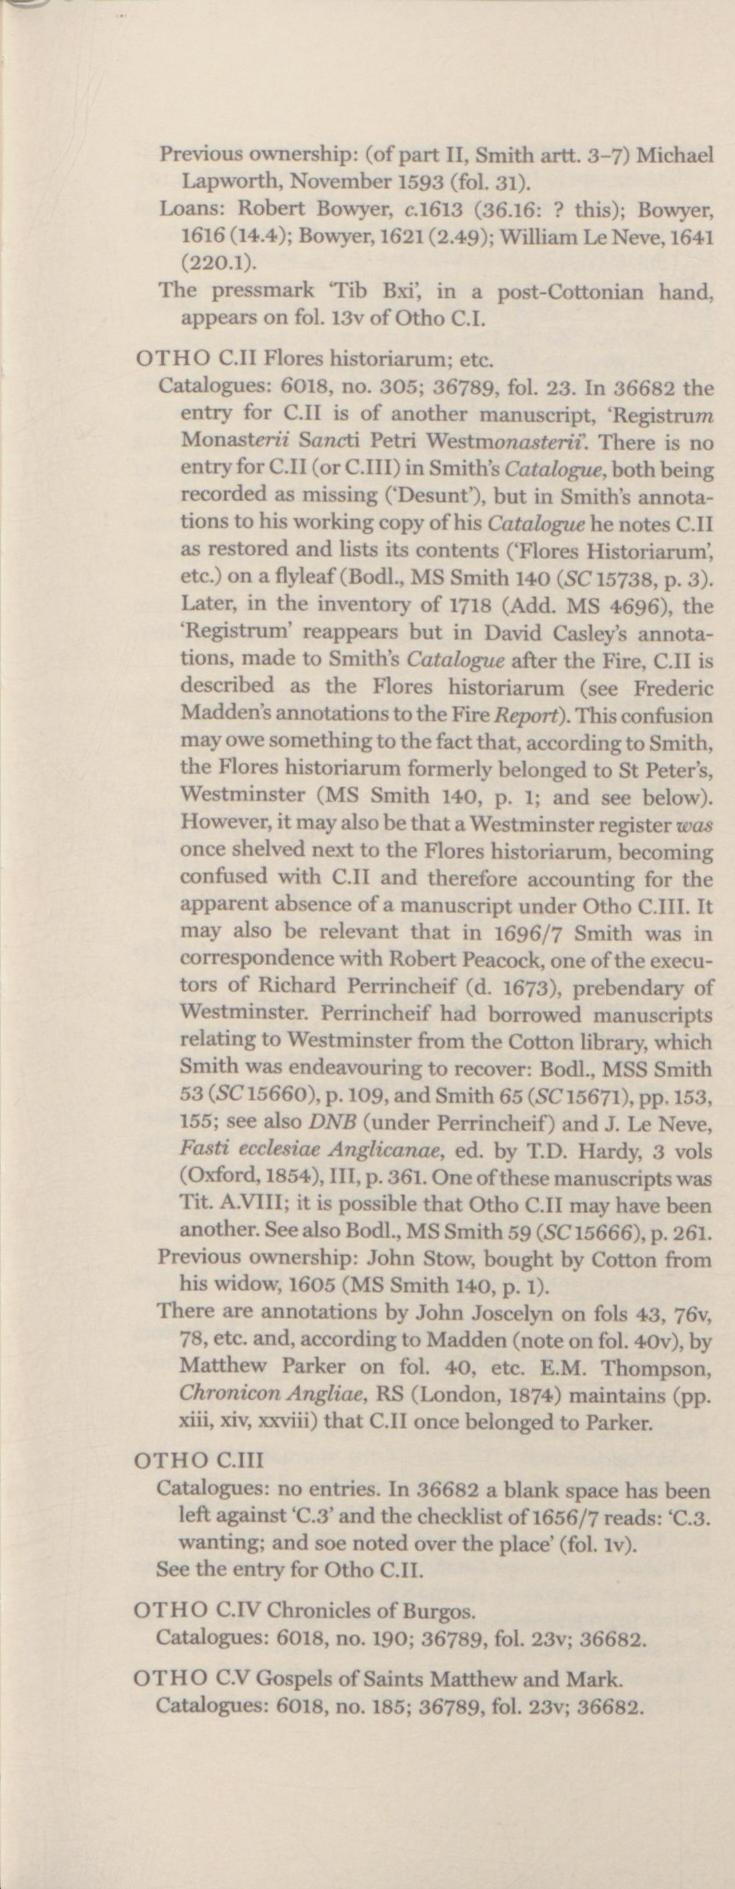 Previous ownership: (of part II, Smith artt. 3–7) Michael
Lapworth, November 1593 (fol. 31).
Loans: Robert Bowyer, c.1613 (36.16: ? this); Bowyer,
1616 (14.4); Bowyer, 1621 (2.49); William Le Neve, 1641
(220.1).
The pressmark ‘Tib Bxi’, in a post-Cottonian hand,
appears on fol. 13v of Otho C.I.
OTHO C.II Flores historiarum; etc.
Catalogues: 6018, no. 305; 36789, fol. 23. In 36682 the
entry for C.II is of another manuscript, ‘Registrum
Monasterii Sancti Petri Westmonasterii’. There is no
entry for C.II (or C.III) in Smith’s Catalogue, both being
recorded as missing (‘Desunt’), but in Smith’s annota-
tions to his working copy of his Catalogue he notes C.II
as restored and lists its contents (‘Flores Historiarum’,
etc.) on a flyleaf (Bodl., MS Smith 140 (SC 15738, p. 3).
Later, in the inventory of 1718 (Add. MS 4696), the
‘Registrum’ reappears but in David Casley’s annota-
tions, made to Smith’s Catalogue after the Fire, C.II is
described as the Flores historiarum (see Frederic
Madden’s annotations to the Fire Report). This confusion
may owe something to the fact that, according to Smith,
the Flores historiarum formerly belonged to St Peter’s,
Westminster (MS Smith 140, p. 1; and see below).
However, it may also be that a Westminster register was
once shelved next to the Flores historiarum, becoming
confused with C.II and therefore accounting for the
apparent absence of a manuscript under Otho C.III. It
may also be relevant that in 1696/7 Smith was in
correspondence with Robert Peacock, one of the execu-
tors of Richard Perrincheif (d. 1673), prebendary of
Westminster. Perrincheif had borrowed manuscripts
relating to Westminster from the Cotton library, which
Smith was endeavouring to recover: Bodl., MSS Smith
53 (SC 15660), p. 109, and Smith 65 (SC 15671), pp. 153,
155; see also DNB (under Perrincheif) and J. Le Neve,
Fasti ecclesiae Anglicanae, ed. by T.D. Hardy, 3 vols
(Oxford, 1854), III, p. 361. One of these manuscripts was
Tit. A.VIII; it is possible that Otho C.II may have been
another. See also Bodl., MS Smith 59 (SC 15666), p. 261.
Previous ownership: John Stow, bought by Cotton from
his widow, 1605 (MS Smith 140, p. 1).
There are annotations by John Joscelyn on fols 43, 76v,
78, etc. and, according to Madden (note on fol. 40v), by
Matthew Parker on fol. 40, etc. E.M. Thompson,
Chronicon Angliae, RS (London, 1874) maintains (pp.
xiii, xiv, xxviii) that C.II once belonged to Parker.
OTHO C.III
Catalogues: no entries. In 36682 a blank space has been
left against ‘C.3’ and the checklist of 1656/7 reads: ‘C.3.
wanting; and soe noted over the place’ (fol. 1v).
See the entry for Otho C.II.
OTHO C.IV Chronicles of Burgos.
Catalogues: 6018, no. 190; 36789, fol. 23v; 36682.
OTHO C.V Gospels of Saints Matthew and Mark.
Catalogues: 6018, no. 185; 36789, fol. 23v; 36682.